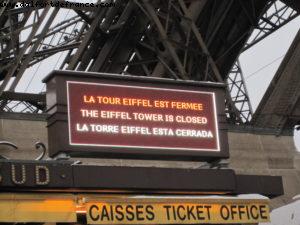 LA TOUR EIFFEL EST FERMEE
THE EIFFEL TOWER IS CLOSED
LA TORRE EIFFEL ESTA CERRADA
SUD
CAISSES TICKET OFFICE